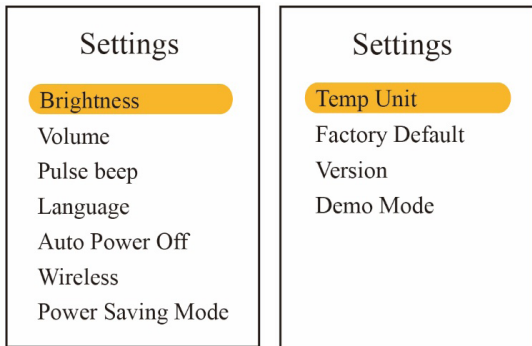 Settings
Brightness
Volume
Pulse beep
Language
Auto Power Off
Wireless
Power Saving Mode
Settings
Temp Unit
Factory Default
Version
Demo Mode